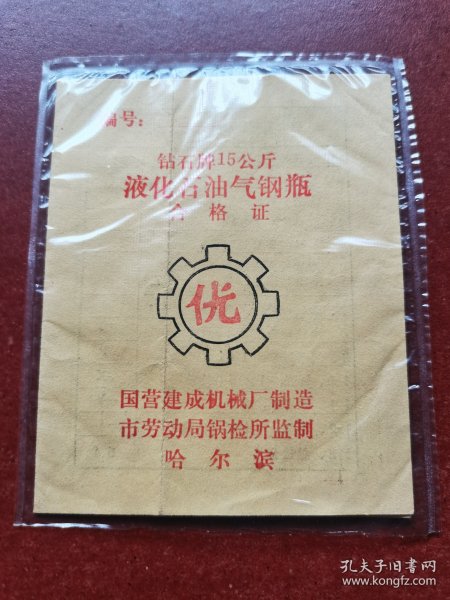 编号：
钻石牌15公斤
液化石油气钢瓶
合格证
优
国营建成机械厂制造
市劳动局锅检所监制
哈尔滨
孔夫子旧书网
www.kongfz.com